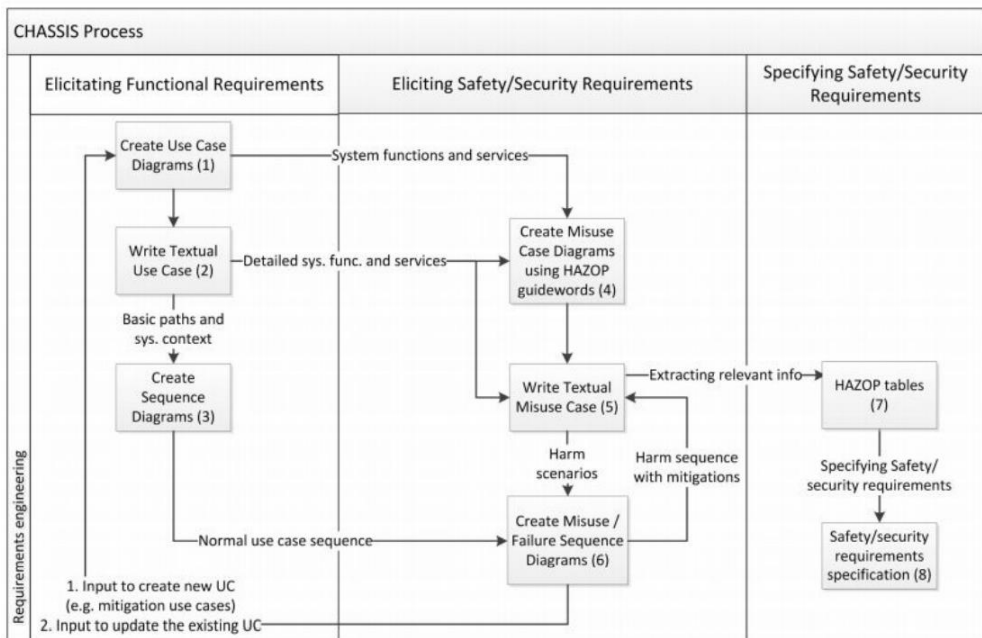 CHASSIS Process
Elicitating Functional Requirements
Eliciting Safety/Security Requirements
Specifying Safety/Security
Requirements
Requirements engineering
Create Use Case
Diagrams (1)
System functions and services
Write Textual
Use Case (2)
Detailed sys. func. and services
Create Misuse
Case Diagrams
using HAZOP
guidewords (4)
Basic paths and
sys. context
Create
Sequence
Diagrams (3)
Write Textual
Misuse Case (5)
Extracting relevant info
HAZOP tables
(7)
Harm
scenarios
Harm sequence
with mitigations
Specifying Safety/
security requirements
Normal use case sequence
Create Misuse /
Failure Sequence
Diagrams (6)
Safety/security
requirements
specification (8)
1. Input to create new UC
(e.g. mitigation use cases)
2. Input to update the existing UC